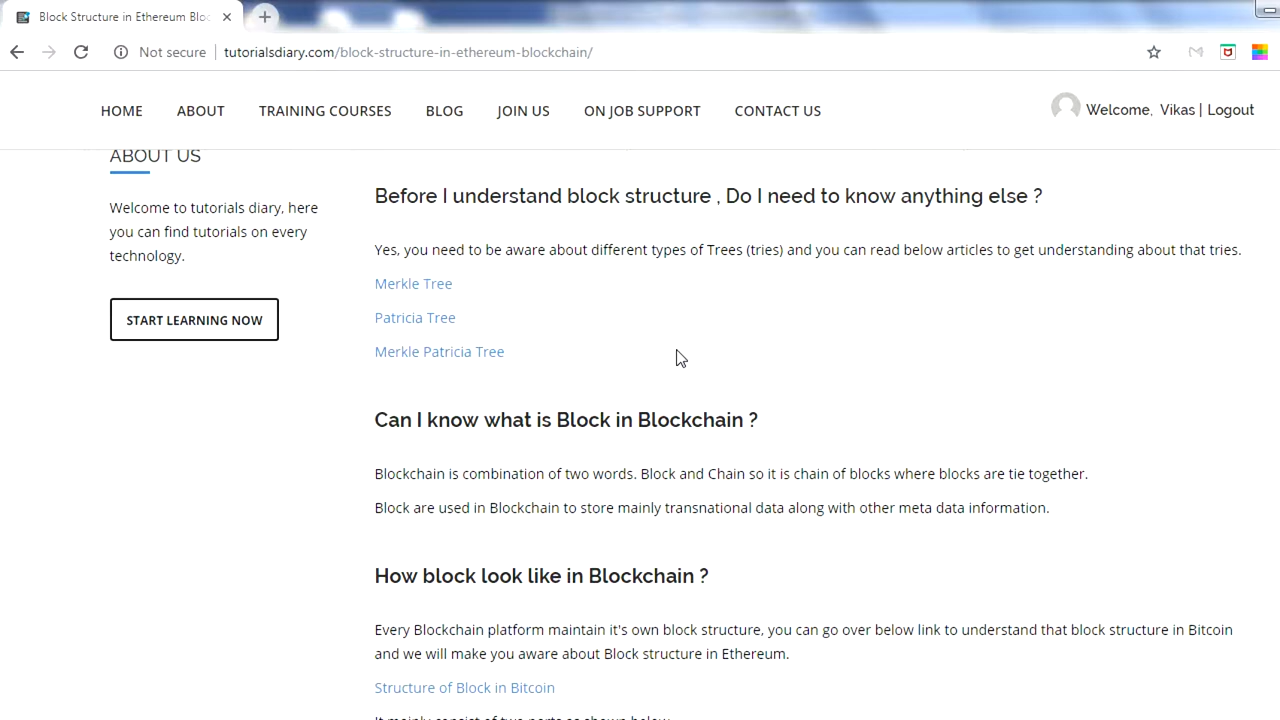 Block Structure in Ethereum Bloc
Not secure
tutorialsdiary.com/block-structure-in-ethereum-blockchain/
HOME ABOUT TRAINING COURSES BLOG JOIN US ON JOB SUPPORT CONTACT US
Welcome, Vikas | Logout
ABOUT US
Welcome to tutorials diary, here
you can find tutorials on every
technology.
START LEARNING NOW
Before I understand block structure , Do I need to know anything else ?
Yes, you need to be aware about different types of Trees (tries) and you can read below articles to get understanding about that tries.
Merkle Tree
Patricia Tree
Merkle Patricia Tree
Can I know what is Block in Blockchain ?
Blockchain is combination of two words. Block and Chain so it is chain of blocks where blocks are tie together.
Block are used in Blockchain to store mainly transnational data along with other meta data information.
How block look like in Blockchain ?
Every Blockchain platform maintain it's own block structure, you can go over below link to understand that block structure in Bitcoin
and we will make you aware about Block structure in Ethereum.
Structure of Block in Bitcoin
It mainly consist of two parts as shown below